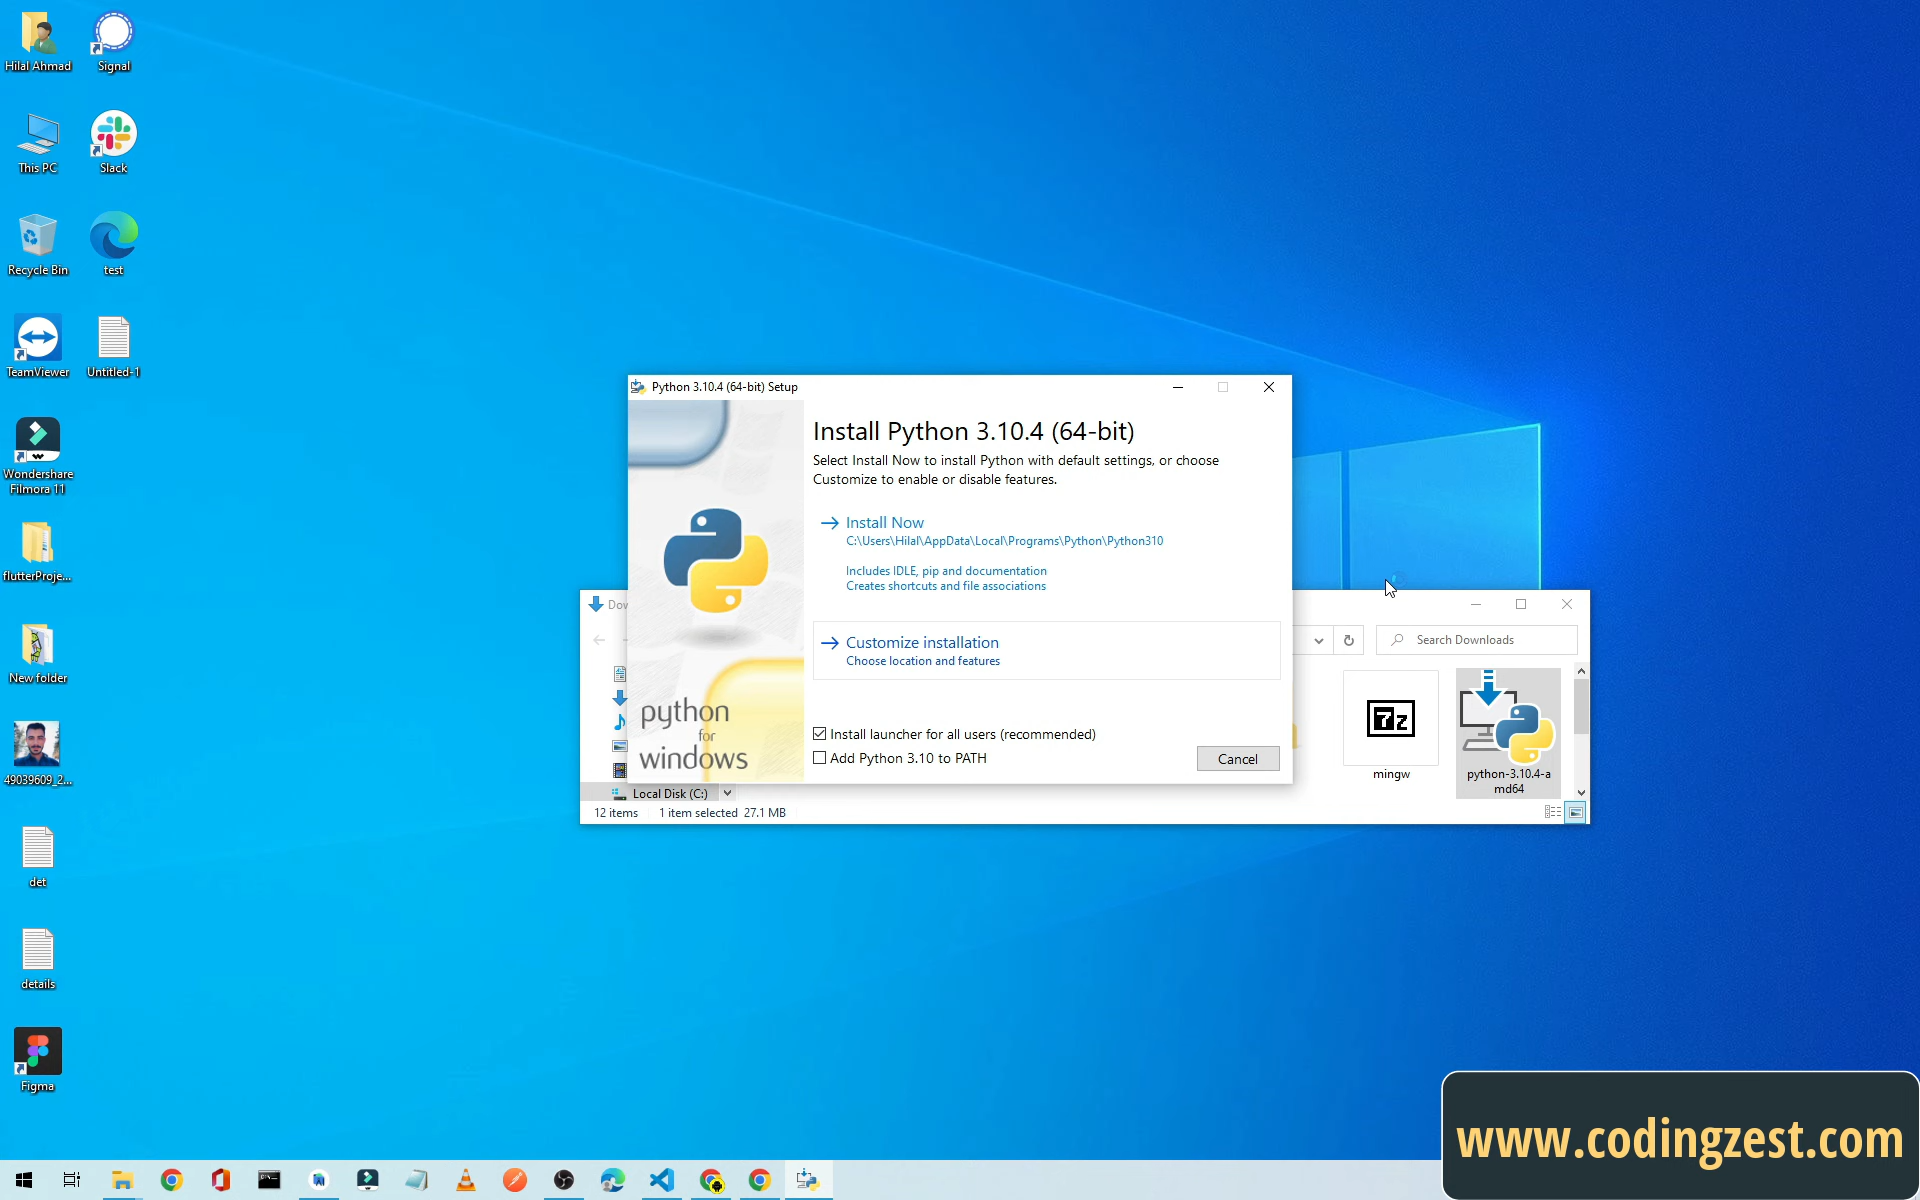 Hilal Ahmad
Signal
This PC
Slack
Recycle Bin
test
TeamViewer
Untitled-1
Wondershare
Filmora 11
flutterProje...
New folder
49039609_2...
det
details
Figma
Python 3.10.4 (64-bit) Setup
Install Python 3.10.4 (64-bit)
Select Install Now to install Python with default settings, or choose
Customize to enable or disable features.
Install Now
C:\Users\Hilal\AppData\Local\Programs\Python\Python310
Includes IDLE, pip and documentation
Creates shortcuts and file associations
Customize installation
Choose location and features
python
for
windows
Install launcher for all users (recommended)
Add Python 3.10 to PATH
Cancel
Dow
Search Downloads
7z
mingw
python-3.10.4-a
md64
Local Disk (C:)
12 items
1 item selected 27.1 MB
www.codingzest.com